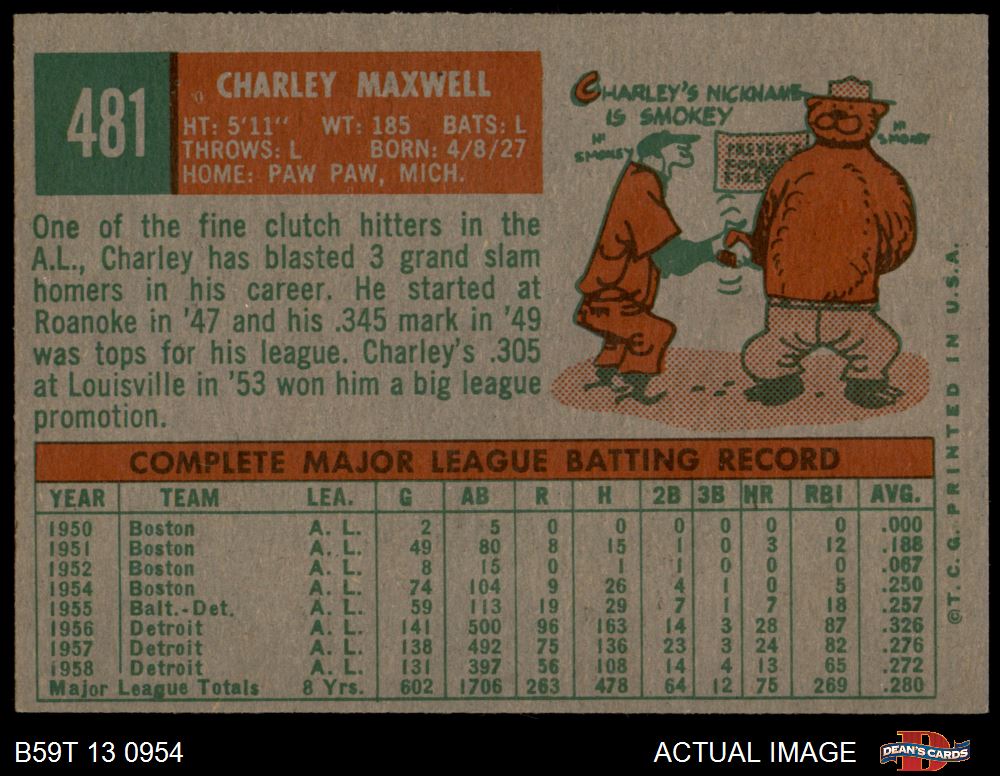 481
CHARLEY MAXWELL
HT: 5'11" WT: 185 BATS: L
THROWS: L BORN: 4/8/27
HOME: PAW PAW, MICH.
CHARLEY'S NICKNAME
IS SMOKEY
HI SMOKEY
HI SMOKEY
PREVENT FOREST FIRES
One of the fine clutch hitters in the
A.L., Charley has blasted 3 grand slam
homers in his career. He started at
Roanoke in '47 and his .345 mark in '49
was tops for his league. Charley's .305
at Louisville in '53 won him a big league
promotion.
COMPLETE MAJOR LEAGUE BATTING RECORD
YEAR TEAM LEA. G AB R H 2B 3B HR RBI AVG.
1950 Boston A. L. 2 5 0 0 0 0 0 0 .000
1951 Boston A. L. 49 80 8 15 1 0 3 12 .188
1952 Boston A. L. 8 15 0 1 1 0 0 0 .067
1954 Boston A. L. 74 104 9 26 4 1 0 5 .250
1955 Balt.-Det. A. L. 59 113 19 29 7 1 7 18 .257
1956 Detroit A. L. 141 500 96 163 14 3 28 87 .326
1957 Detroit A. L. 138 492 75 136 23 3 24 82 .276
1958 Detroit A. L. 131 397 56 108 14 4 13 65 .272
Major League Totals 8 Yrs. 602 1706 263 478 64 12 75 269 .280
©T. C. G. PRINTED IN U.S.A.
B59T 13 0954
ACTUAL IMAGE
DEAN'S CARDS